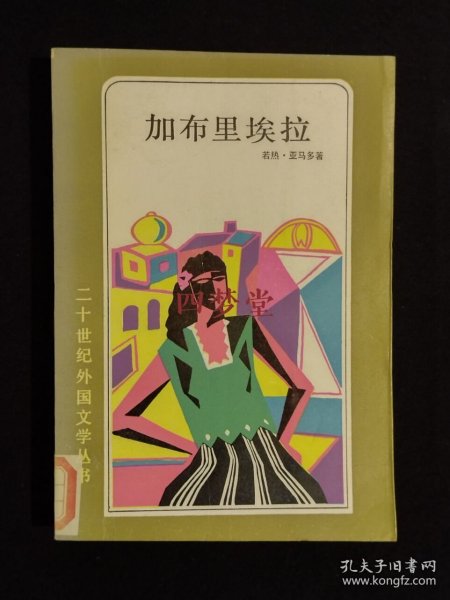 加布里埃拉
若热·亚马多著
四梦堂
二十世纪外国文学丛书
孔夫子旧书网
www.kongfz.com